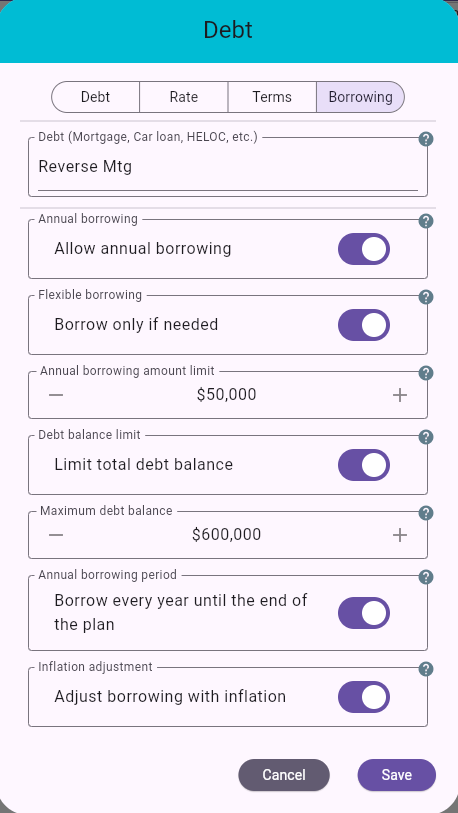 Debt
Debt
Rate
Terms
Borrowing
Debt (Mortgage, Car loan, HELOC, etc.)
?
Reverse Mtg
Annual borrowing
?
Allow annual borrowing
Flexible borrowing
?
Borrow only if needed
Annual borrowing amount limit
?
— $50,000 +
Debt balance limit
?
Limit total debt balance
Maximum debt balance
?
— $600,000 +
Annual borrowing period
?
Borrow every year until the end of
the plan
Inflation adjustment
?
Adjust borrowing with inflation
Cancel
Save